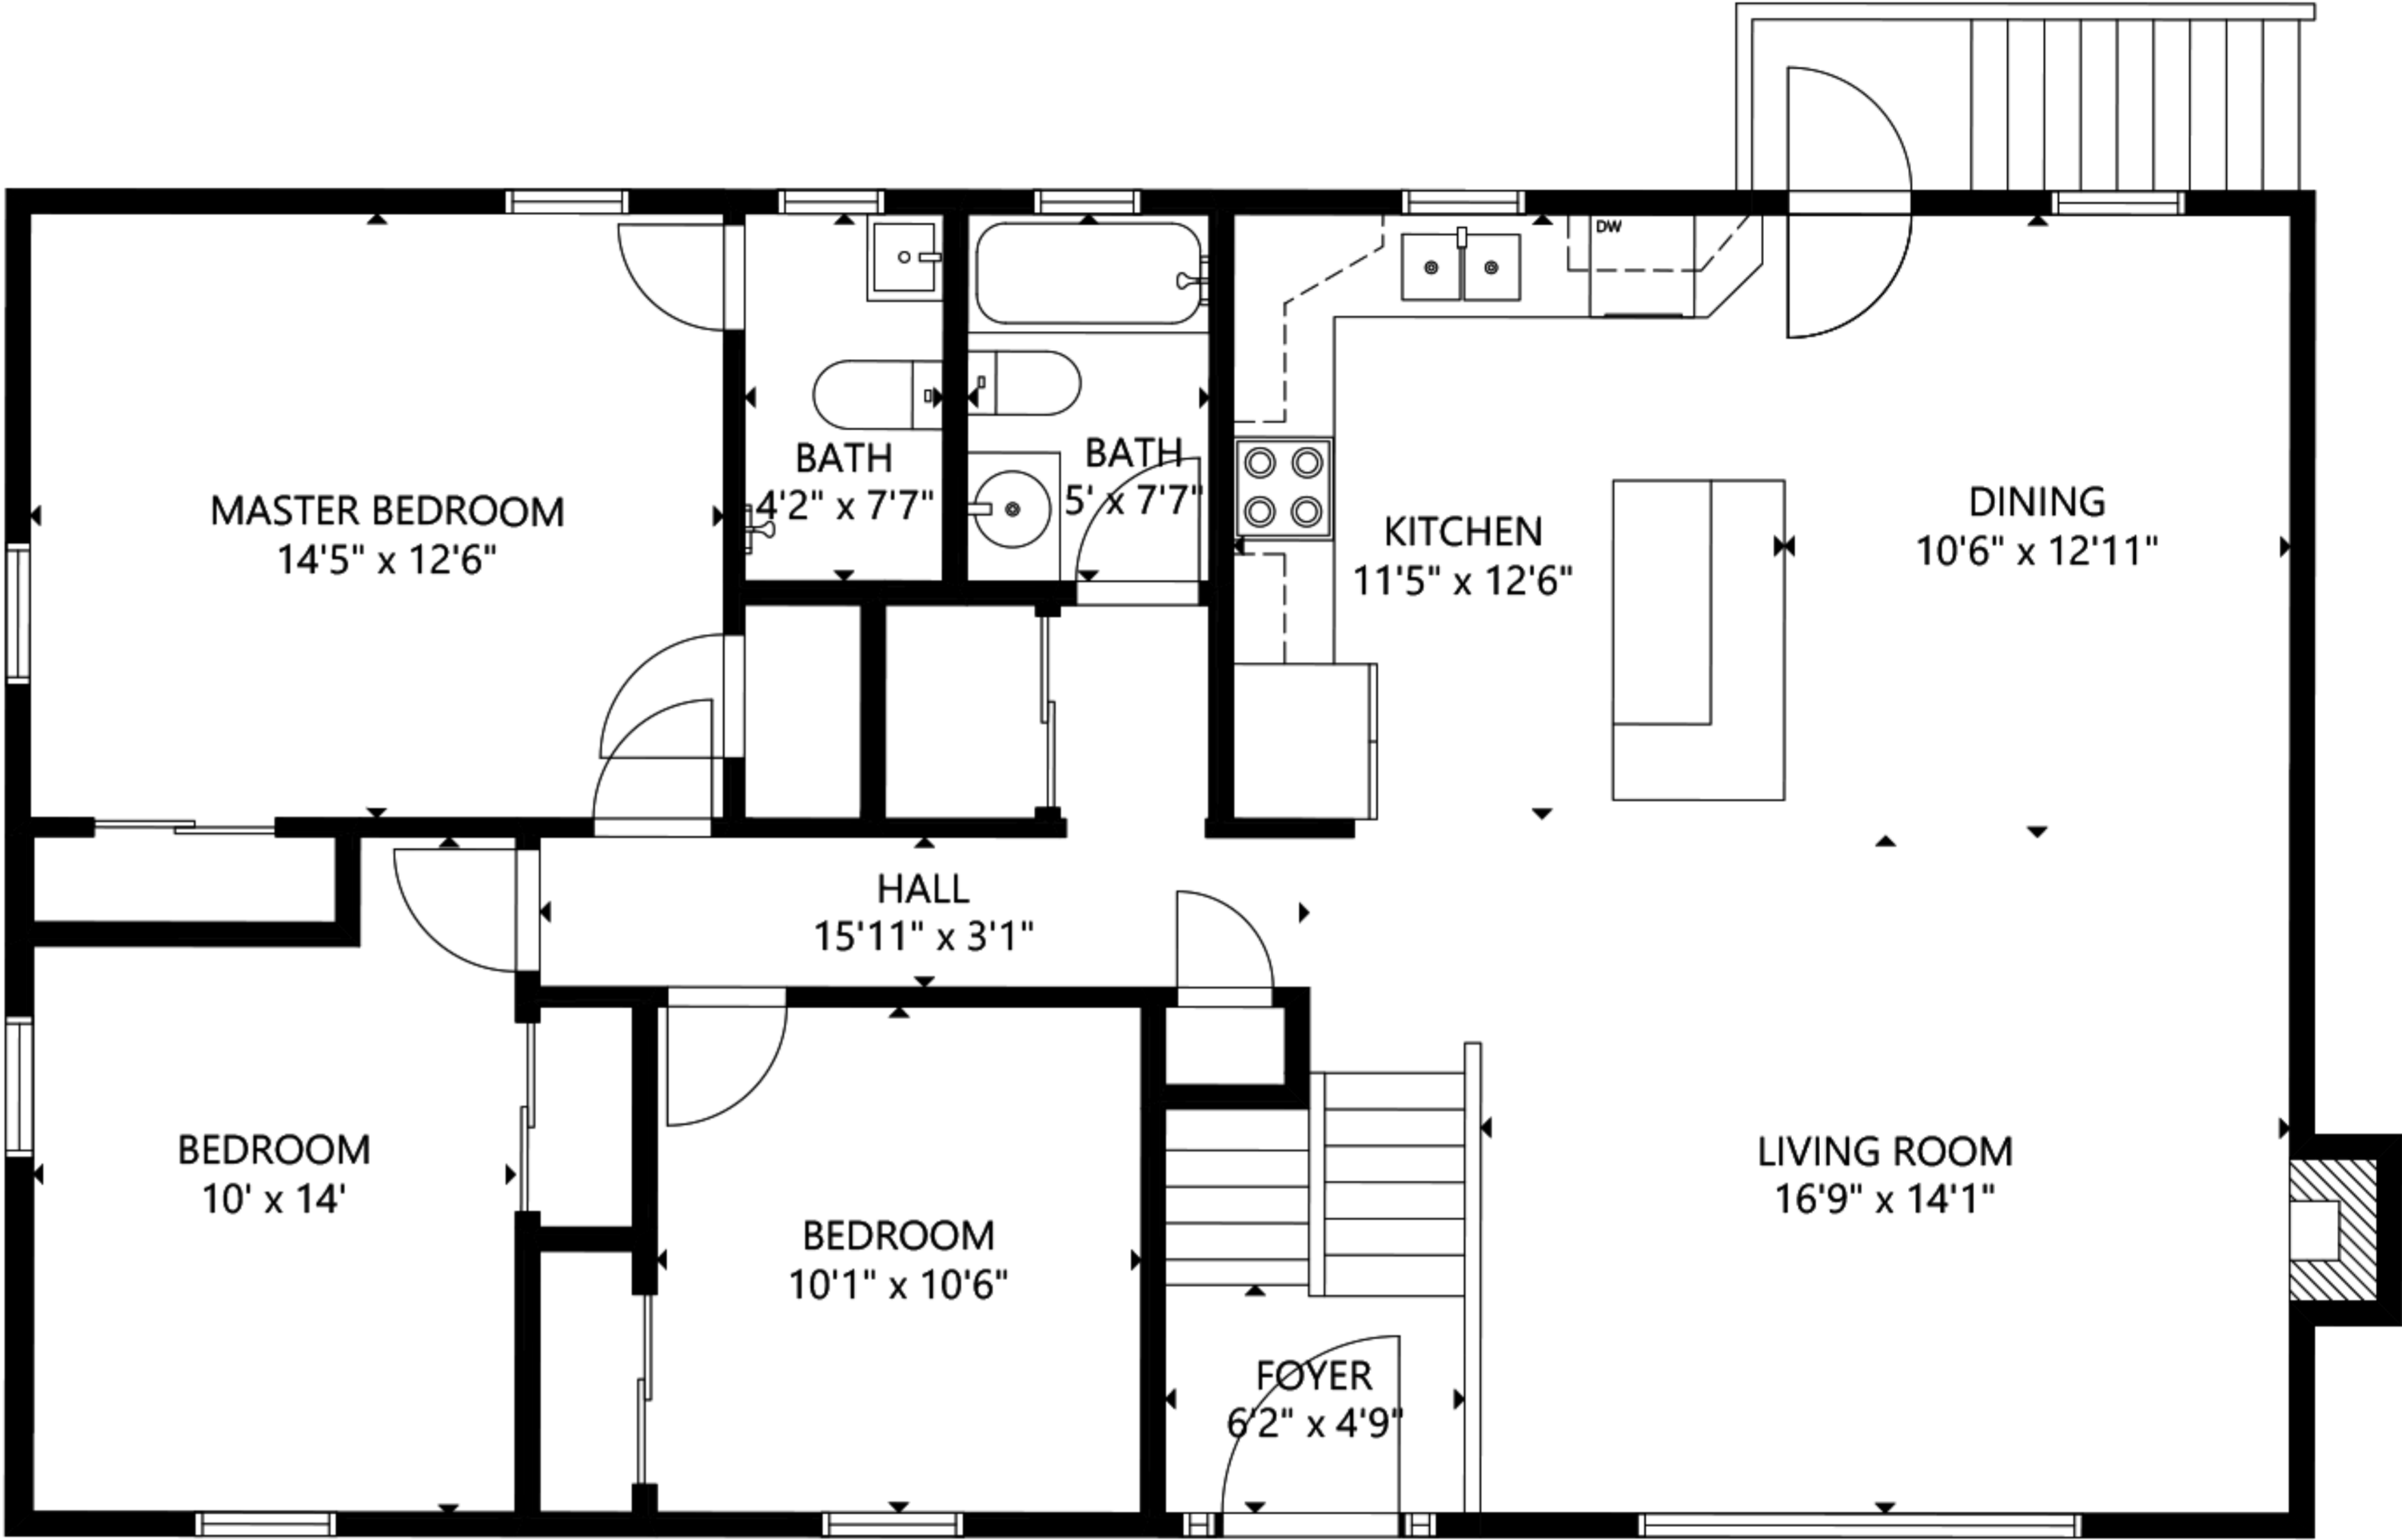 DW
MASTER BEDROOM
14'5" x 12'6"
BATH
4'2" x 7'7"
BATH
5' x 7'7"
KITCHEN
11'5" x 12'6"
DINING
10'6" x 12'11"
HALL
15'11" x 3'1"
BEDROOM
10' x 14'
BEDROOM
10'1" x 10'6"
LIVING ROOM
16'9" x 14'1"
FOYER
6'2" x 4'9"